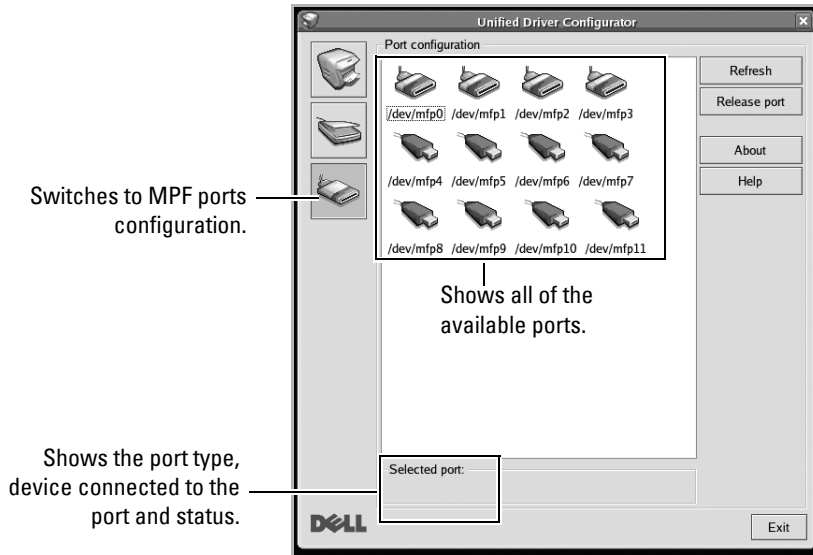 Unified Driver Configurator
Port configuration
Refresh
/dev/mfp0 /dev/mfp1 /dev/mfp2 /dev/mfp3
Release port
About
/dev/mfp4 /dev/mfp5 /dev/mfp6 /dev/mfp7
Help
Switches to MPF ports
configuration.
/dev/mfp8 /dev/mfp9 /dev/mfp10 /dev/mfp11
Shows all of the
available ports.
Shows the port type,
device connected to the
port and status.
Selected port:
DELL
Exit